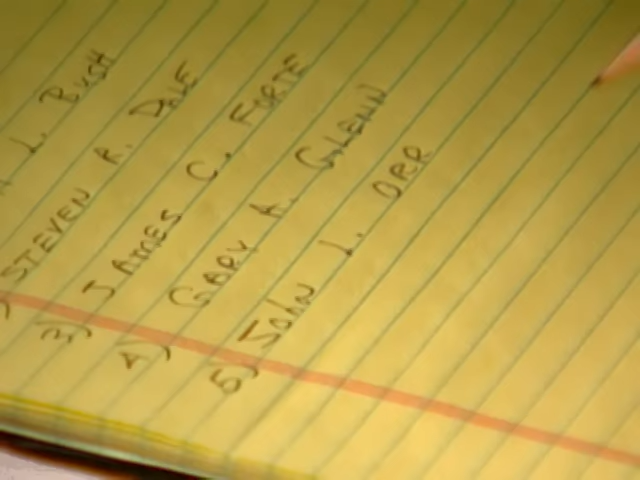 L. BUSH
STEVEN R. DALE
3) JAMES C. FORTE
4) GARY A. GLENN
5) JOHN L. ORR